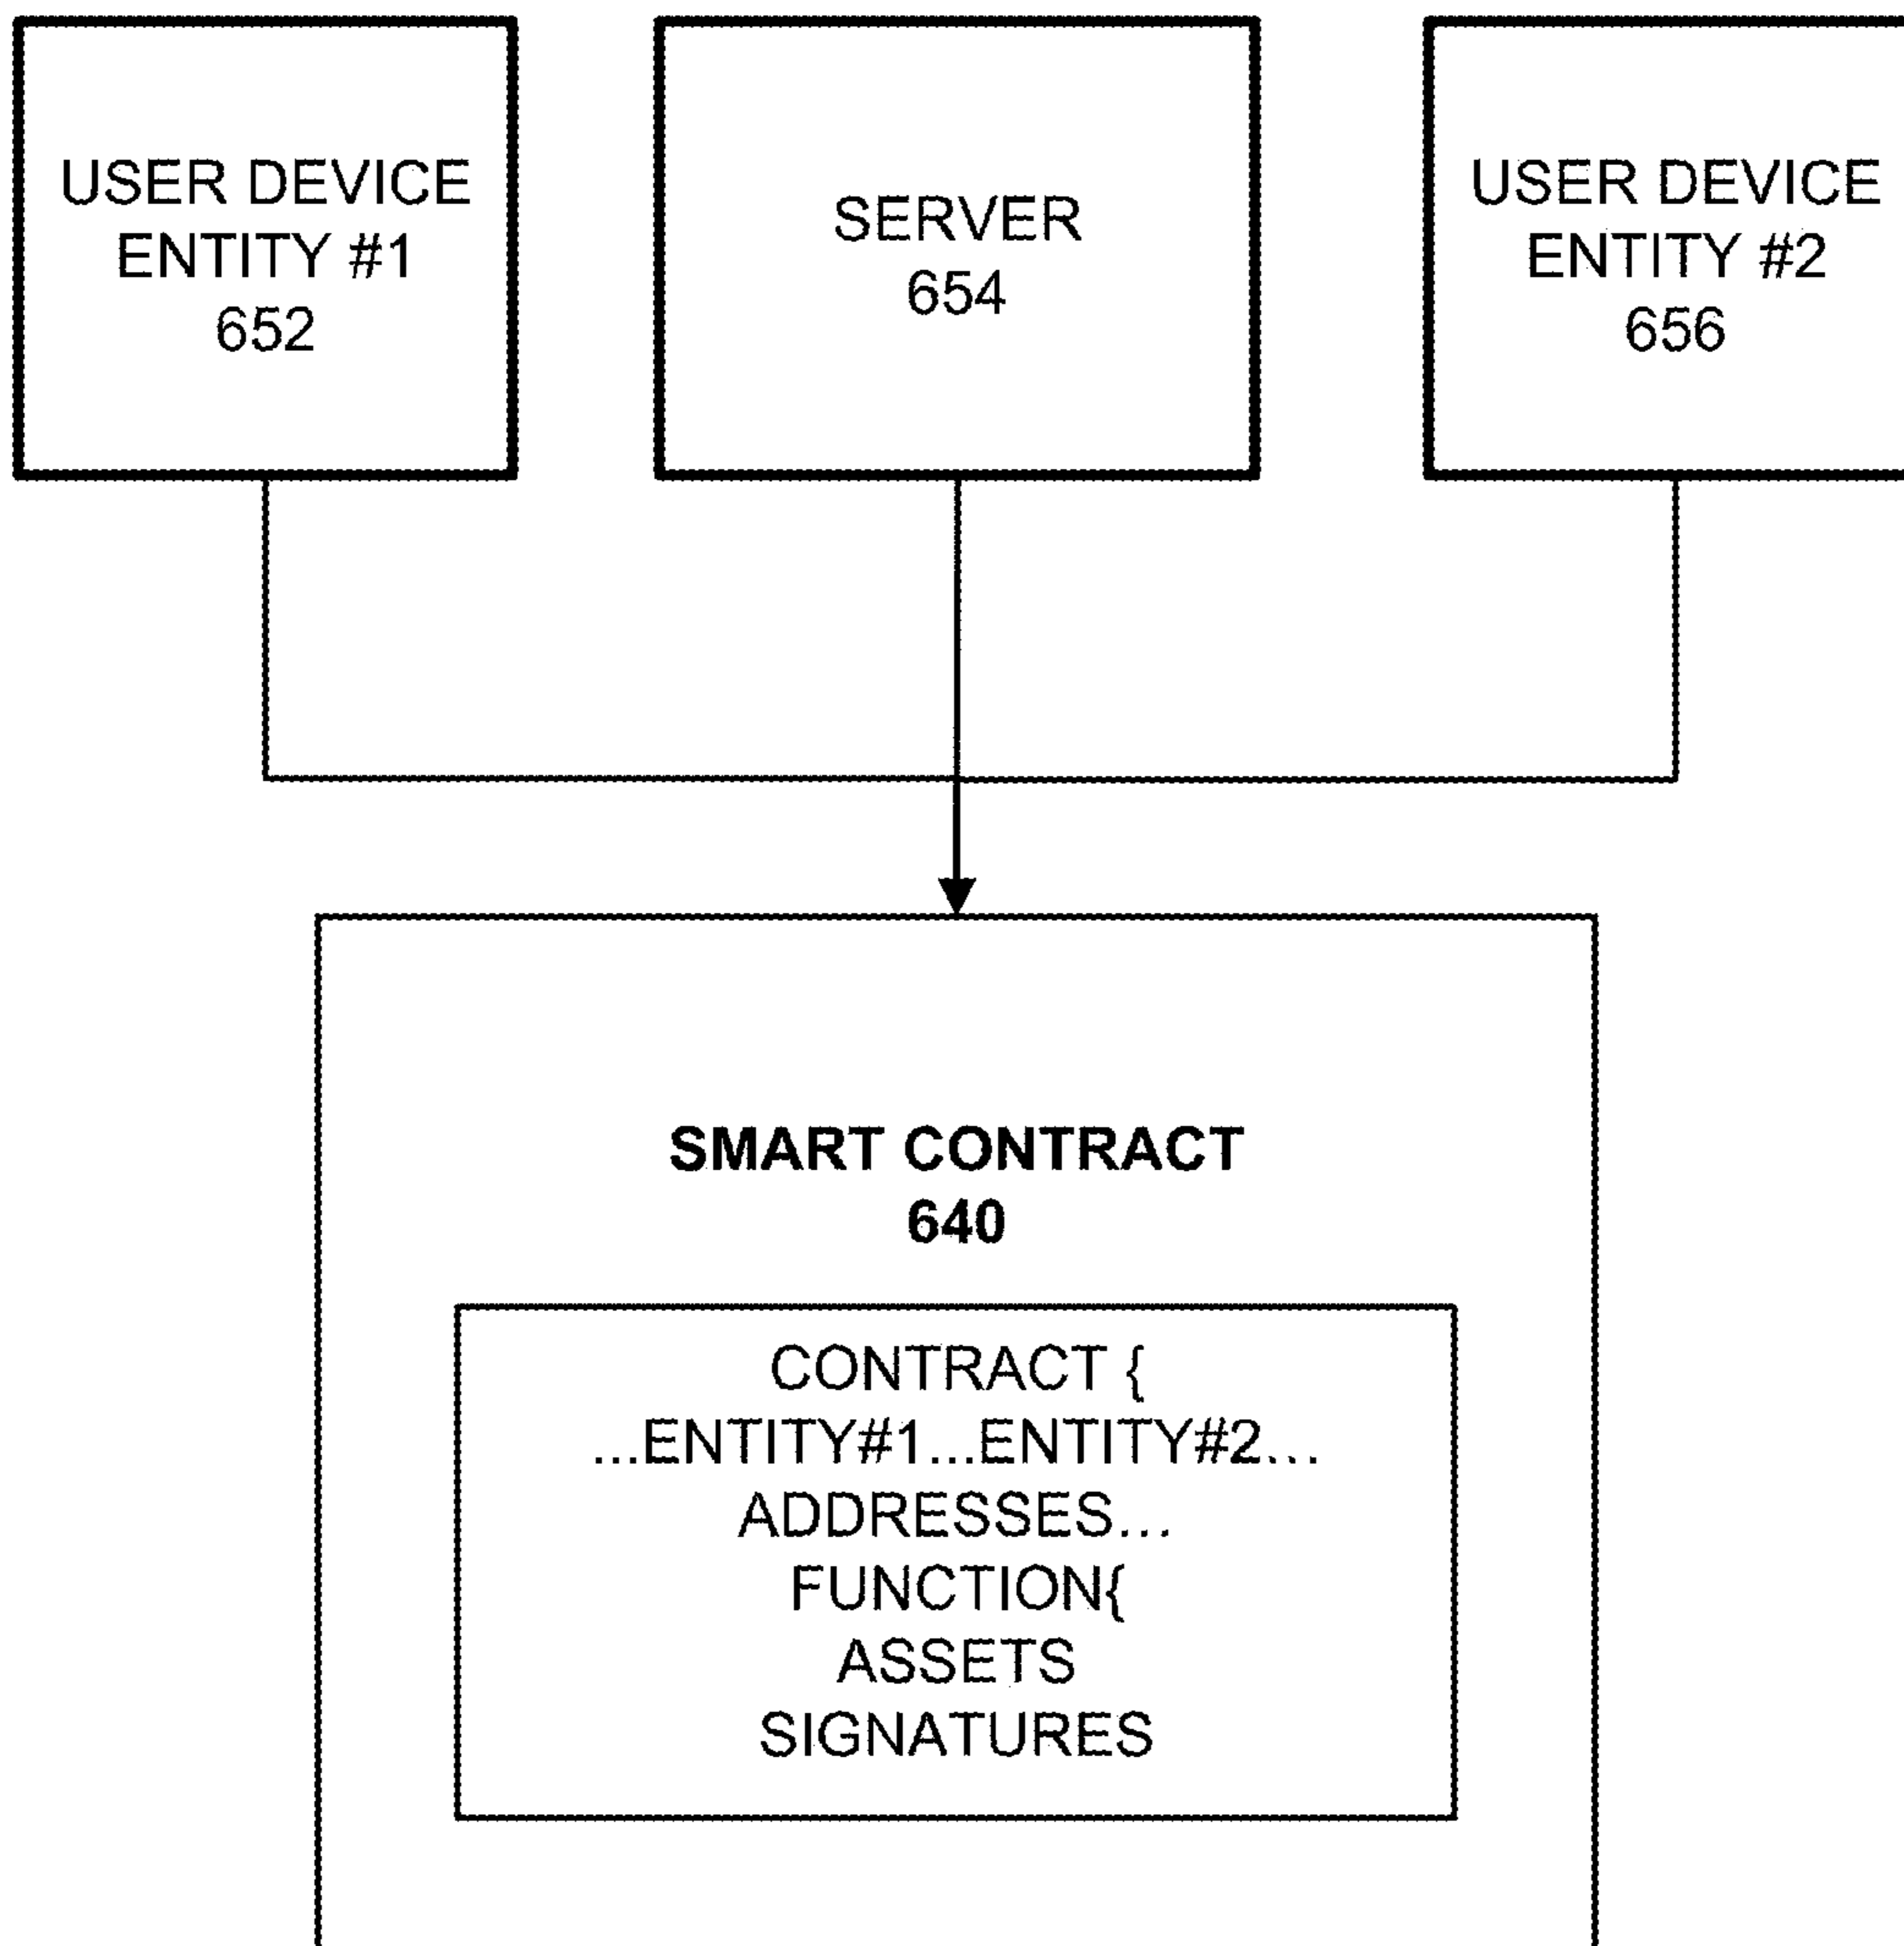 USER DEVICE
ENTITY #1
652
SERVER
654
USER DEVICE
ENTITY #2
656
SMART CONTRACT
640
CONTRACT {
...ENTITY#1...ENTITY#2...
ADDRESSES...
FUNCTION{
ASSETS
SIGNATURES